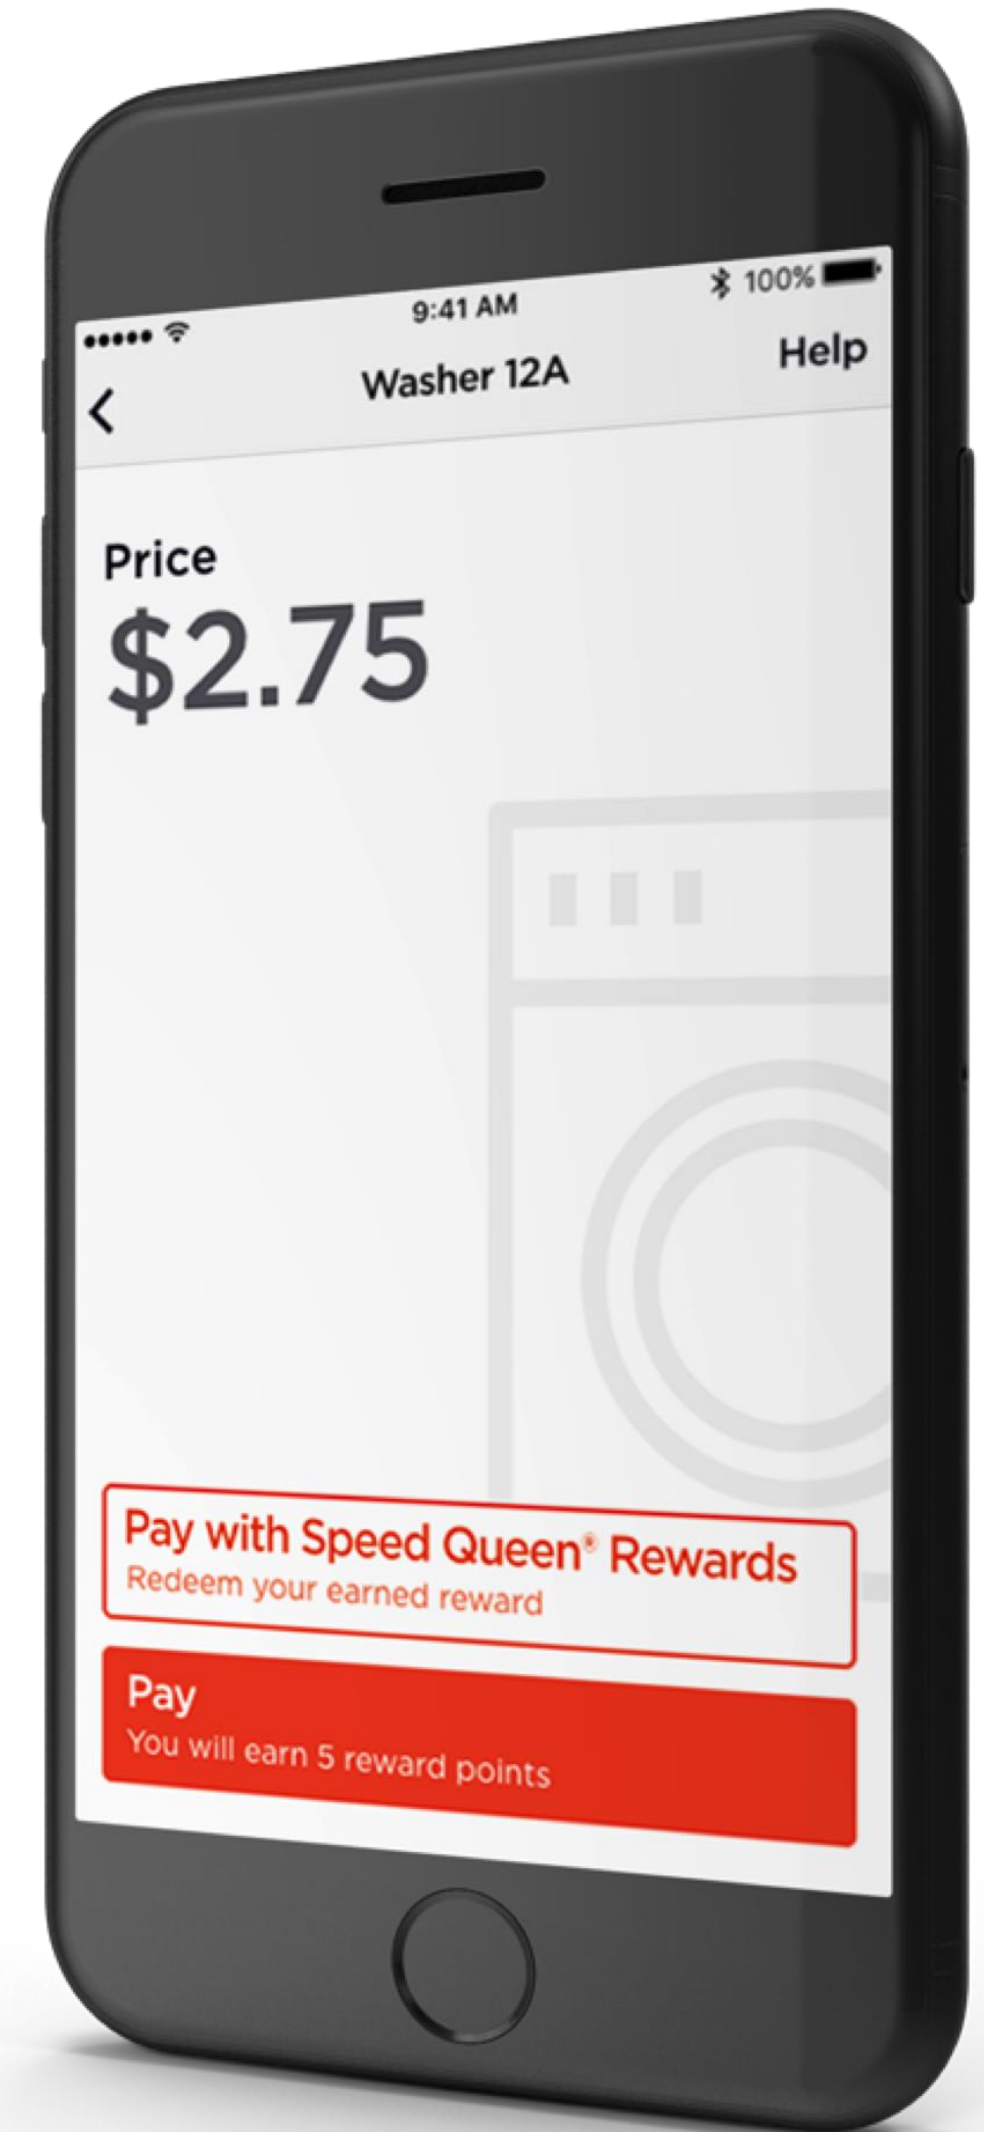 9:41 AM
100%
Washer 12A
Help
Price
$2.75
Pay with Speed Queen® Rewards
Redeem your earned reward
Pay
You will earn 5 reward points